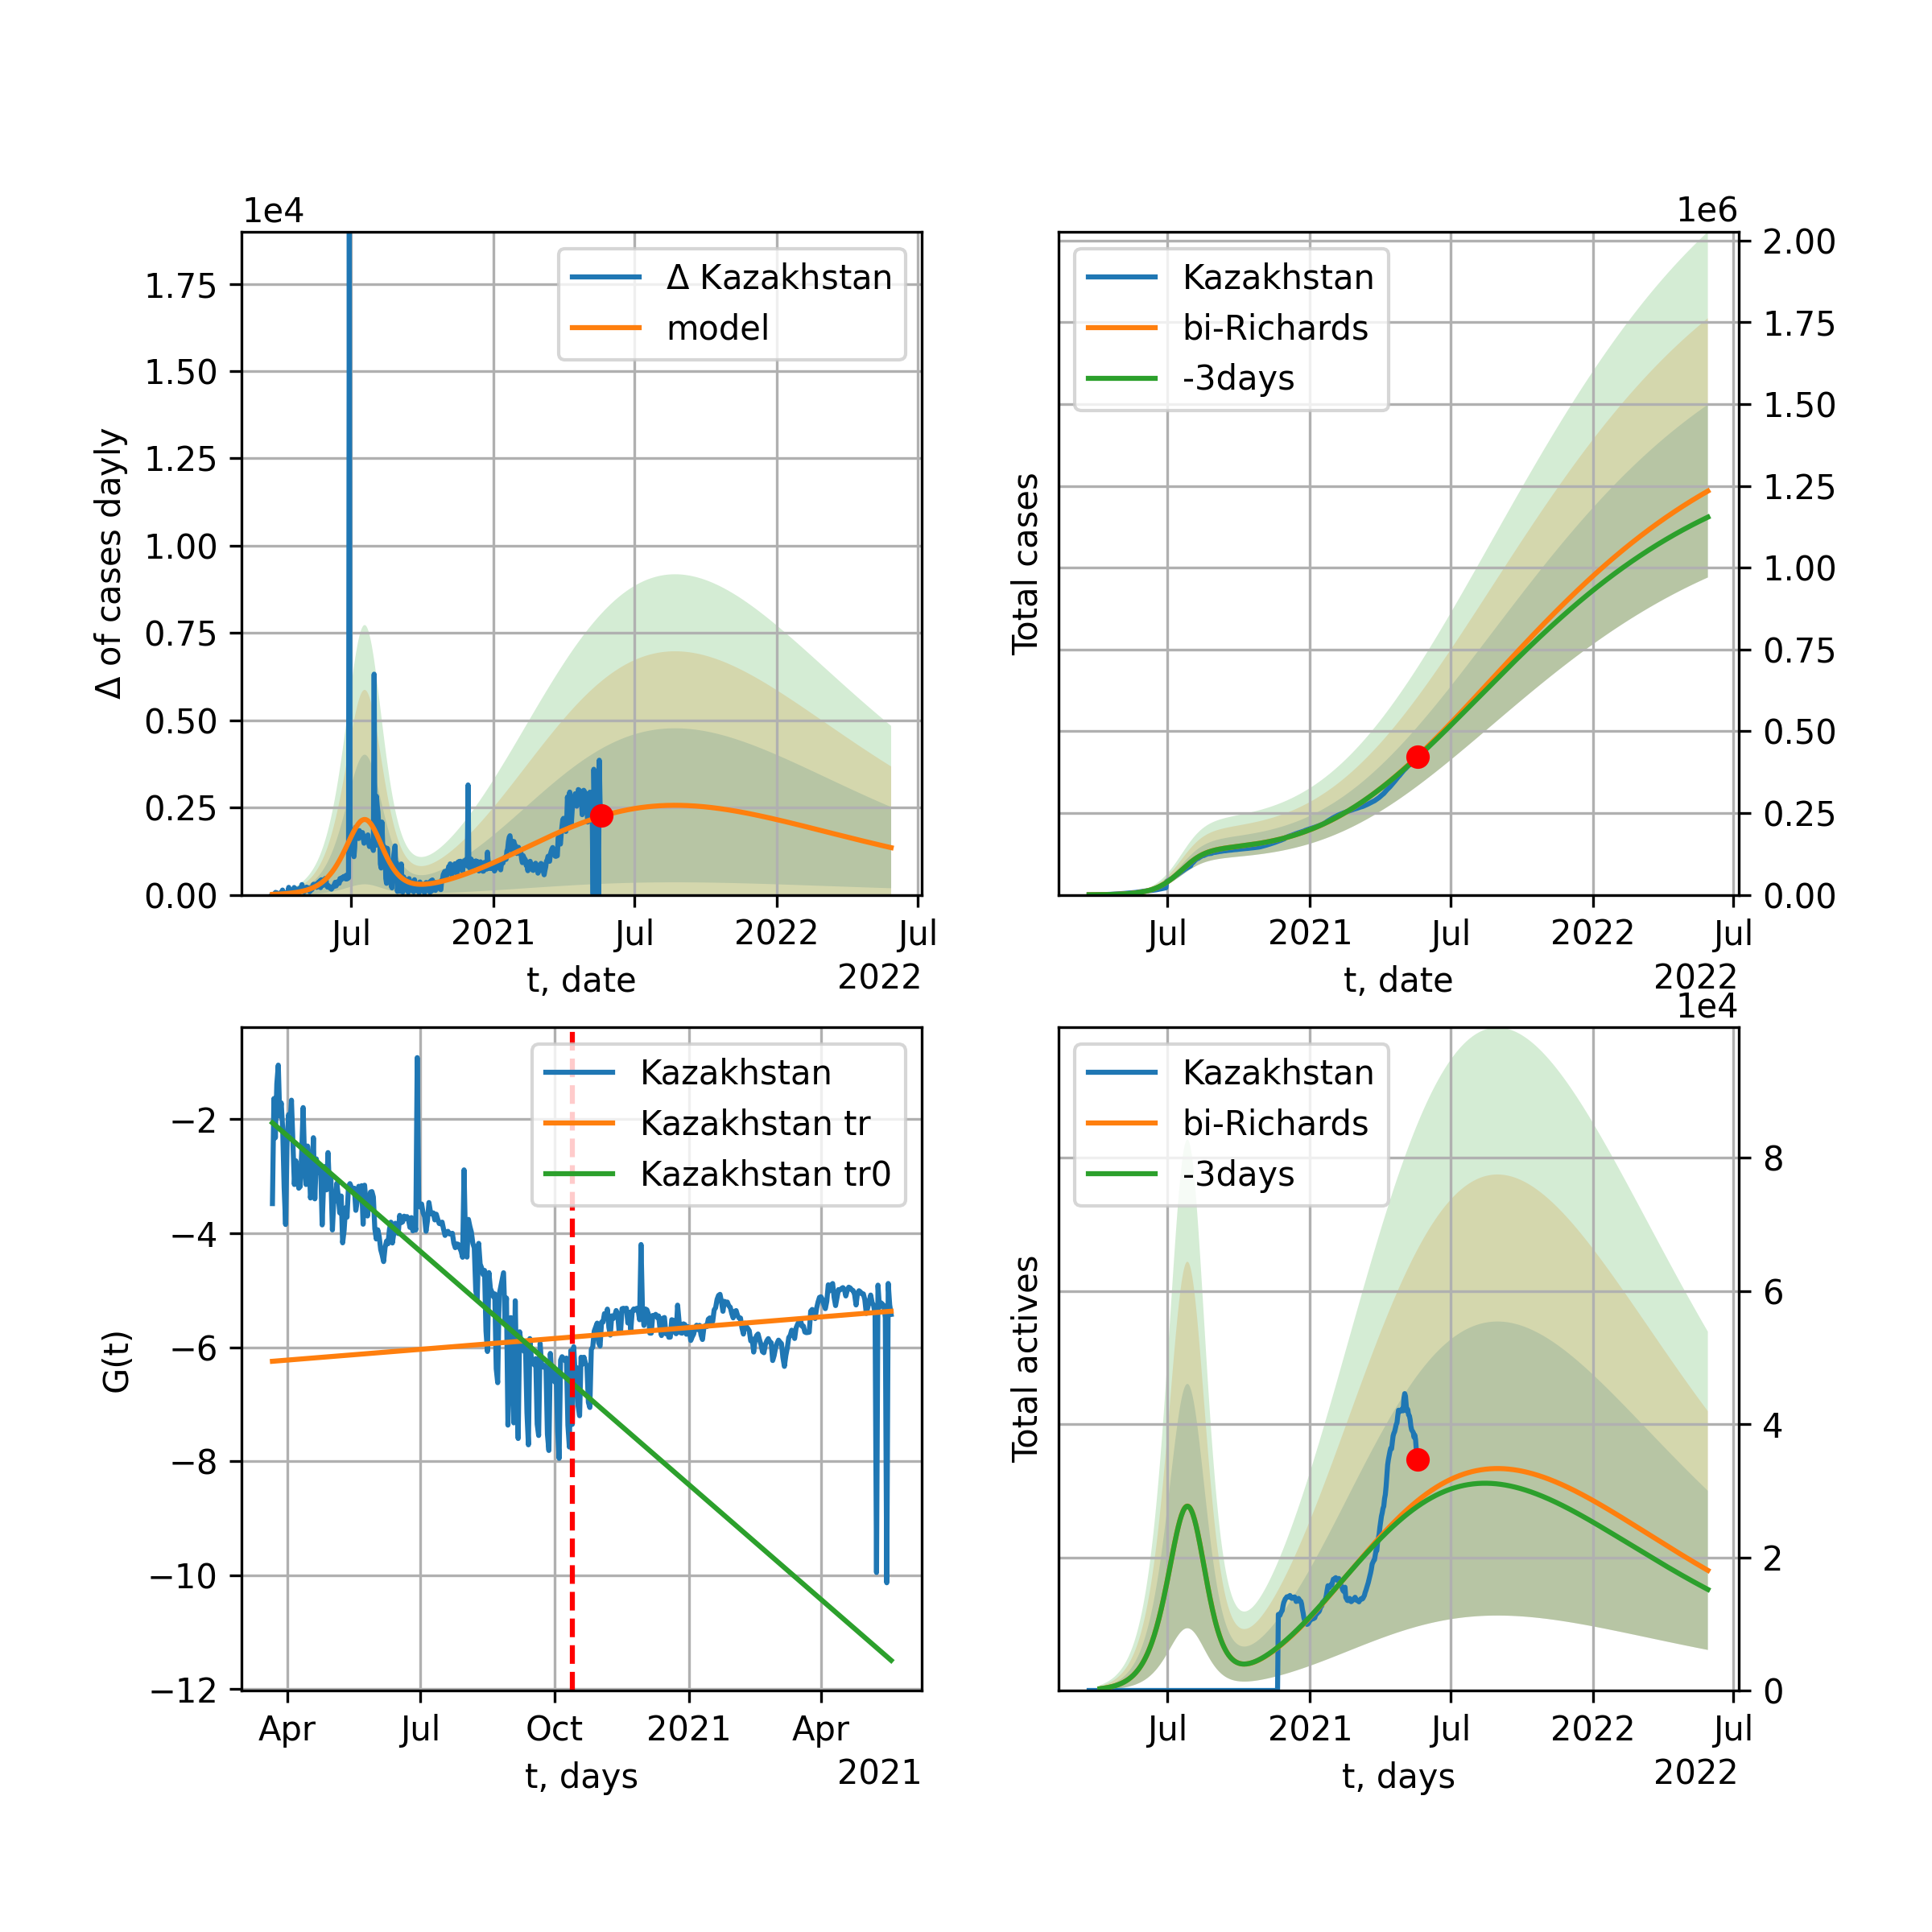 1e4
Δ of cases dayly
1.75
1.50
1.25
1.00
0.75
0.50
0.25
0.00
Δ Kazakhstan
model
Jul
2021
Jul
2022
Jul
t, date
2022
1e6
Total cases
Kazakhstan
bi-Richards
-3days
2.00
1.75
1.50
1.25
1.00
0.75
0.50
0.25
0.00
Jul
2021
Jul
2022
Jul
t, date
2022
G(t)
−2
−4
−6
−8
−10
−12
Kazakhstan
Kazakhstan tr
Kazakhstan tr0
Apr
Jul
Oct
2021
Apr
t, days
2021
1e4
Total actives
Kazakhstan
bi-Richards
-3days
8
6
4
2
0
Jul
2021
Jul
2022
Jul
t, days
2022